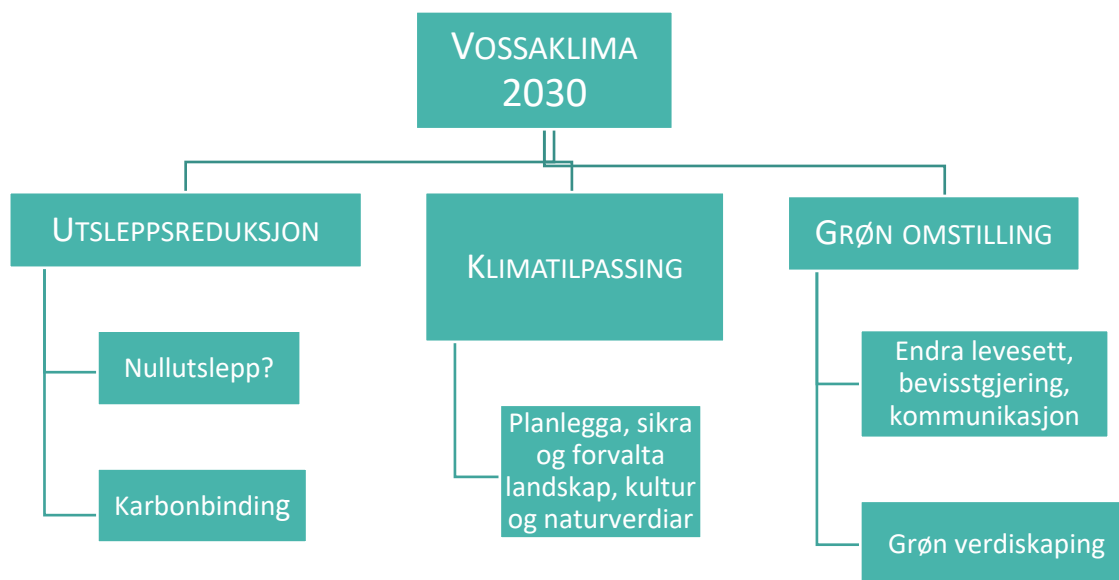 VOSSAKLIMA
2030
UTSLEPPSREDUKSJON
Nullutslepp?
Karbonbinding
KLIMATILPASSING
Planlegga, sikra
og forvalta
landskap, kultur
og naturverdiar
GRØN OMSTILLING
Endra levesett,
bevisstgjering,
kommunikasjon
Grøn verdiskaping